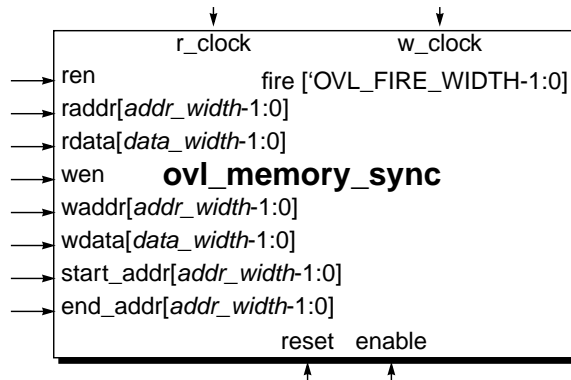 r_clock w_clock
ren fire [‘OVL_FIRE_WIDTH-1:0]
raddr[addr_width-1:0]
rdata[data_width-1:0]
wen ovl_memory_sync
waddr[addr_width-1:0]
wdata[data_width-1:0]
start_addr[addr_width-1:0]
end_addr[addr_width-1:0]
reset enable